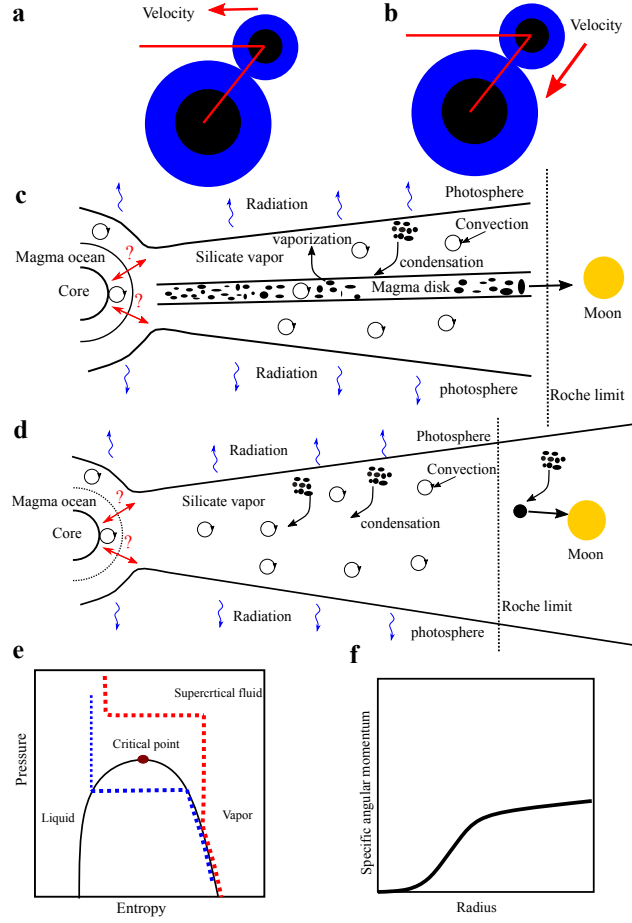 a
Velocity
b
Velocity
c
Radiation
Photosphere
Silicate vapor
vaporization
Convection
Magma ocean
?
condensation
Core
?
Magma disk
Moon
Radiation
photosphere
Roche limit
d
Radiation
Photosphere
Convection
Magma ocean
?
Silicate vapor
condensation
Core
?
Moon
Radiation
photosphere
Roche limit
e
Supercrtical fluid
Critical point
Pressure
Liquid
Vapor
Entropy
f
Specific angular momentum
Radius